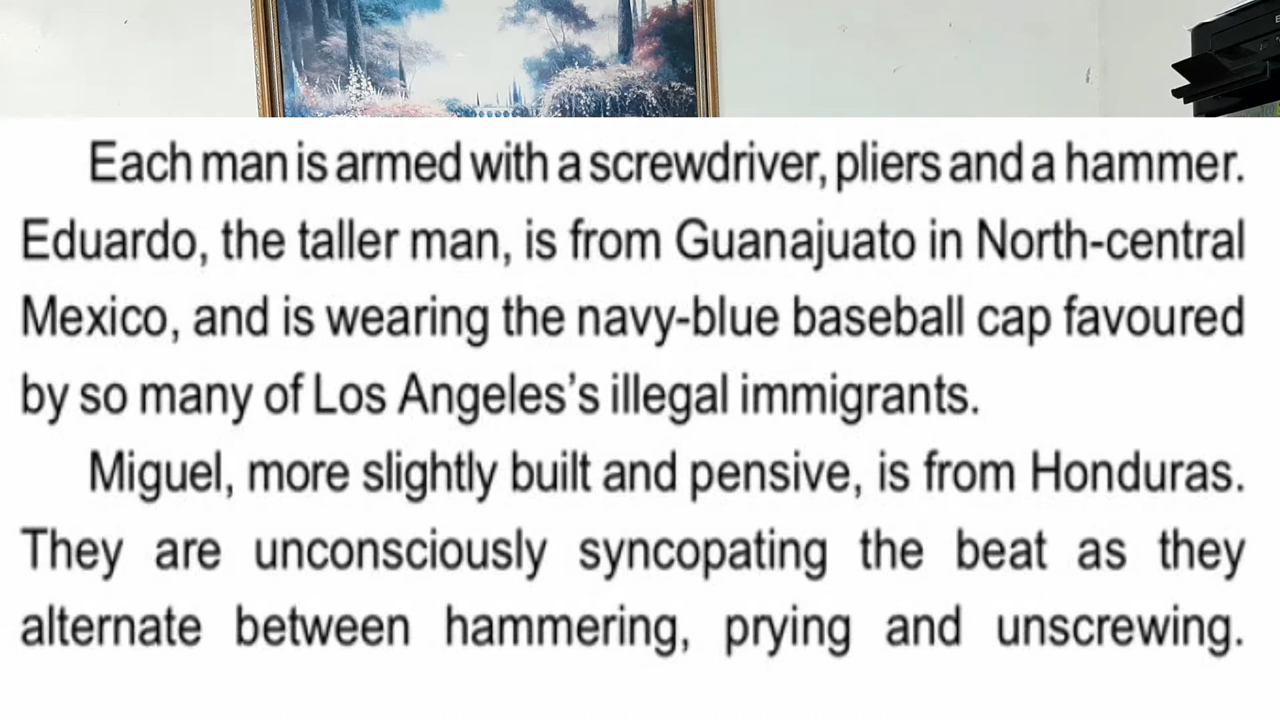 Each man is armed with a screwdriver, pliers and a hammer.
Eduardo, the taller man, is from Guanajuato in North-central
Mexico, and is wearing the navy-blue baseball cap favoured
by so many of Los Angeles’s illegal immigrants.
Miguel, more slightly built and pensive, is from Honduras.
They are unconsciously syncopating the beat as they
alternate between hammering, prying and unscrewing.